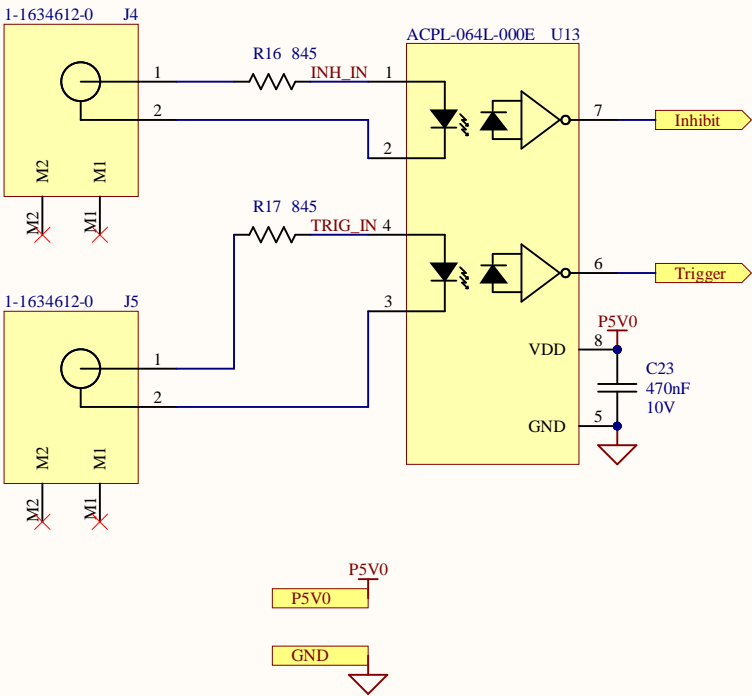 1-1634612-0 J4
ACPL-064L-000E U13
R16 845
INH_IN 1
1
2
7
Inhibit
2
M2 M1
M2 M1
R17 845
TRIG_IN 4
6
Trigger
1-1634612-0 J5
3
P5V0
VDD 8
1
C23
470nF
10V
2
GND 5
M2 M1
M2 M1
P5V0
P5V0
GND